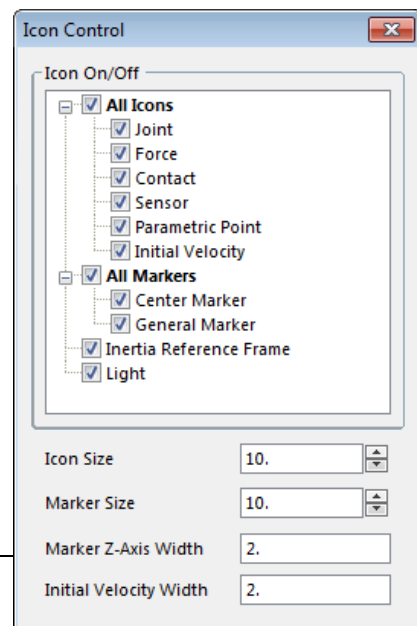 Icon Control
Icon On/Off
All Icons
Joint
Force
Contact
Sensor
Parametric Point
Initial Velocity
All Markers
Center Marker
General Marker
Inertia Reference Frame
Light
Icon Size 10.
Marker Size 10.
Marker Z-Axis Width 2.
Initial Velocity Width 2.